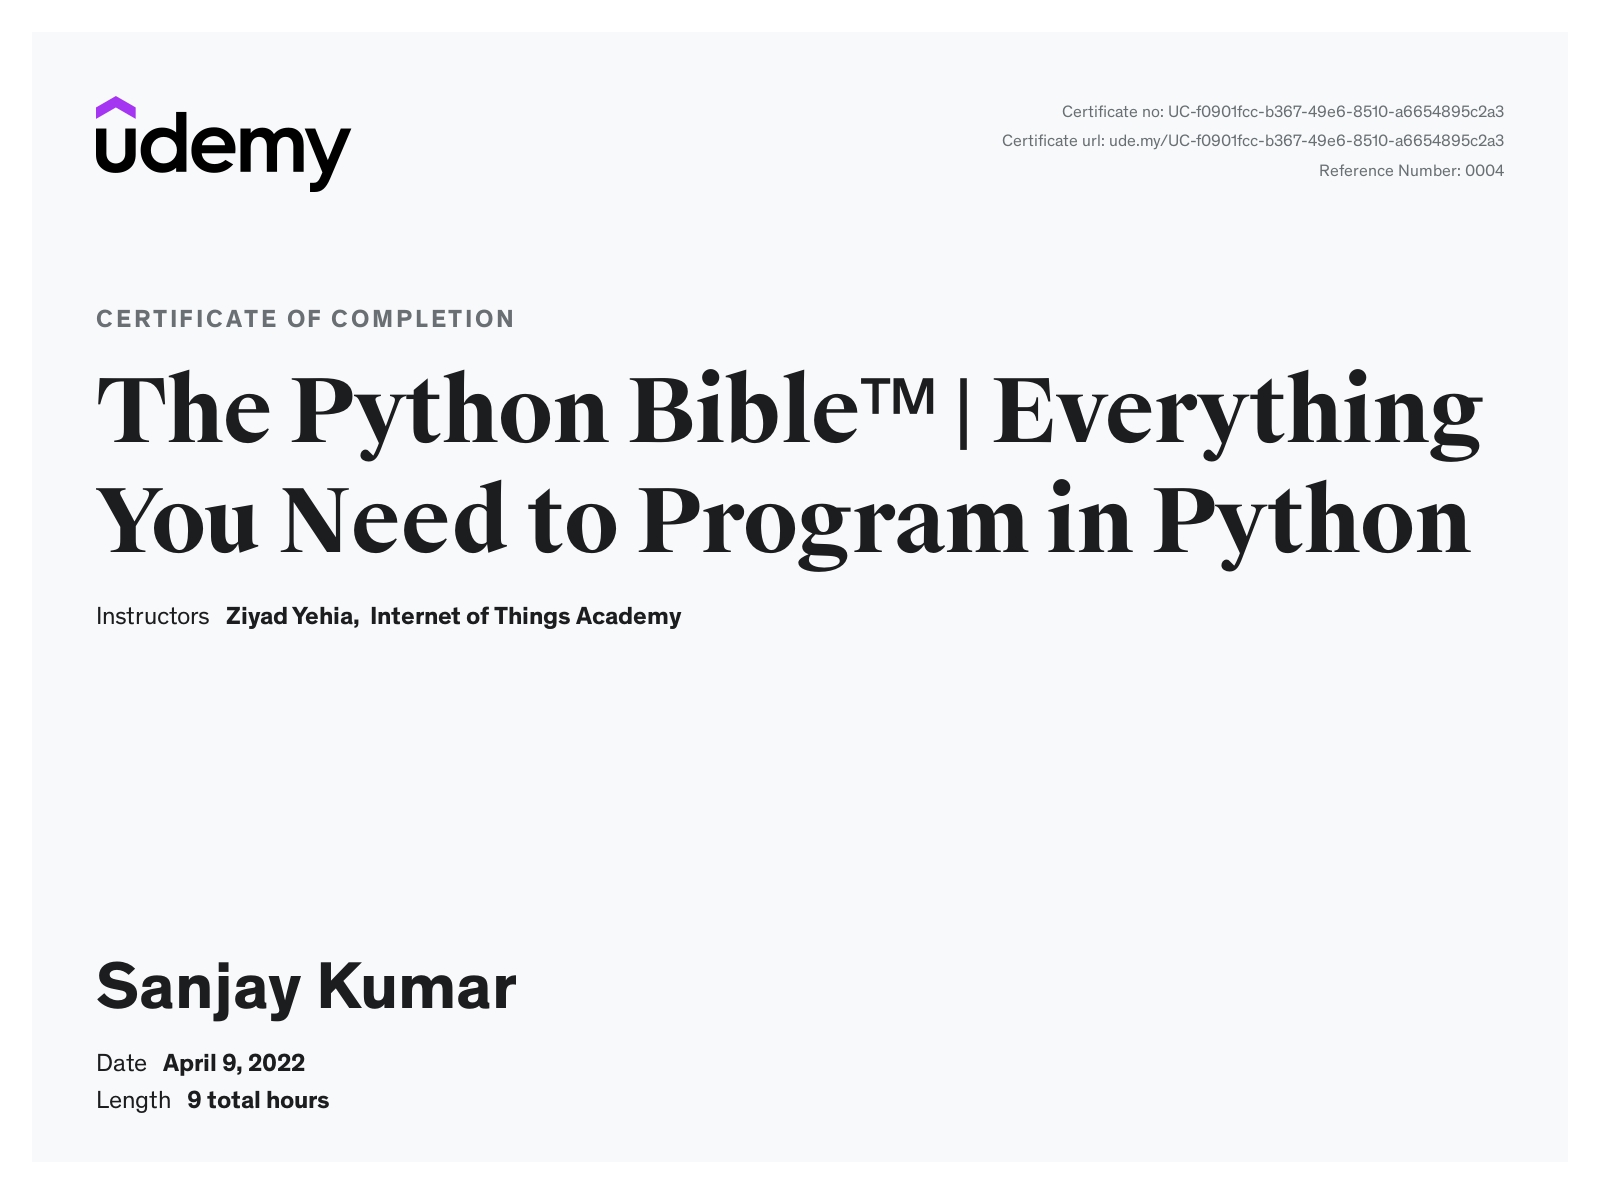 udemy
Certificate no: UC-f0901fcc-b367-49e6-8510-a6654895c2a3
Certificate url: ude.my/UC-f0901fcc-b367-49e6-8510-a6654895c2a3
Reference Number: 0004
CERTIFICATE OF COMPLETION
The Python Bible™ | Everything
You Need to Program in Python
Instructors Ziyad Yehia, Internet of Things Academy
Sanjay Kumar
Date April 9, 2022
Length 9 total hours